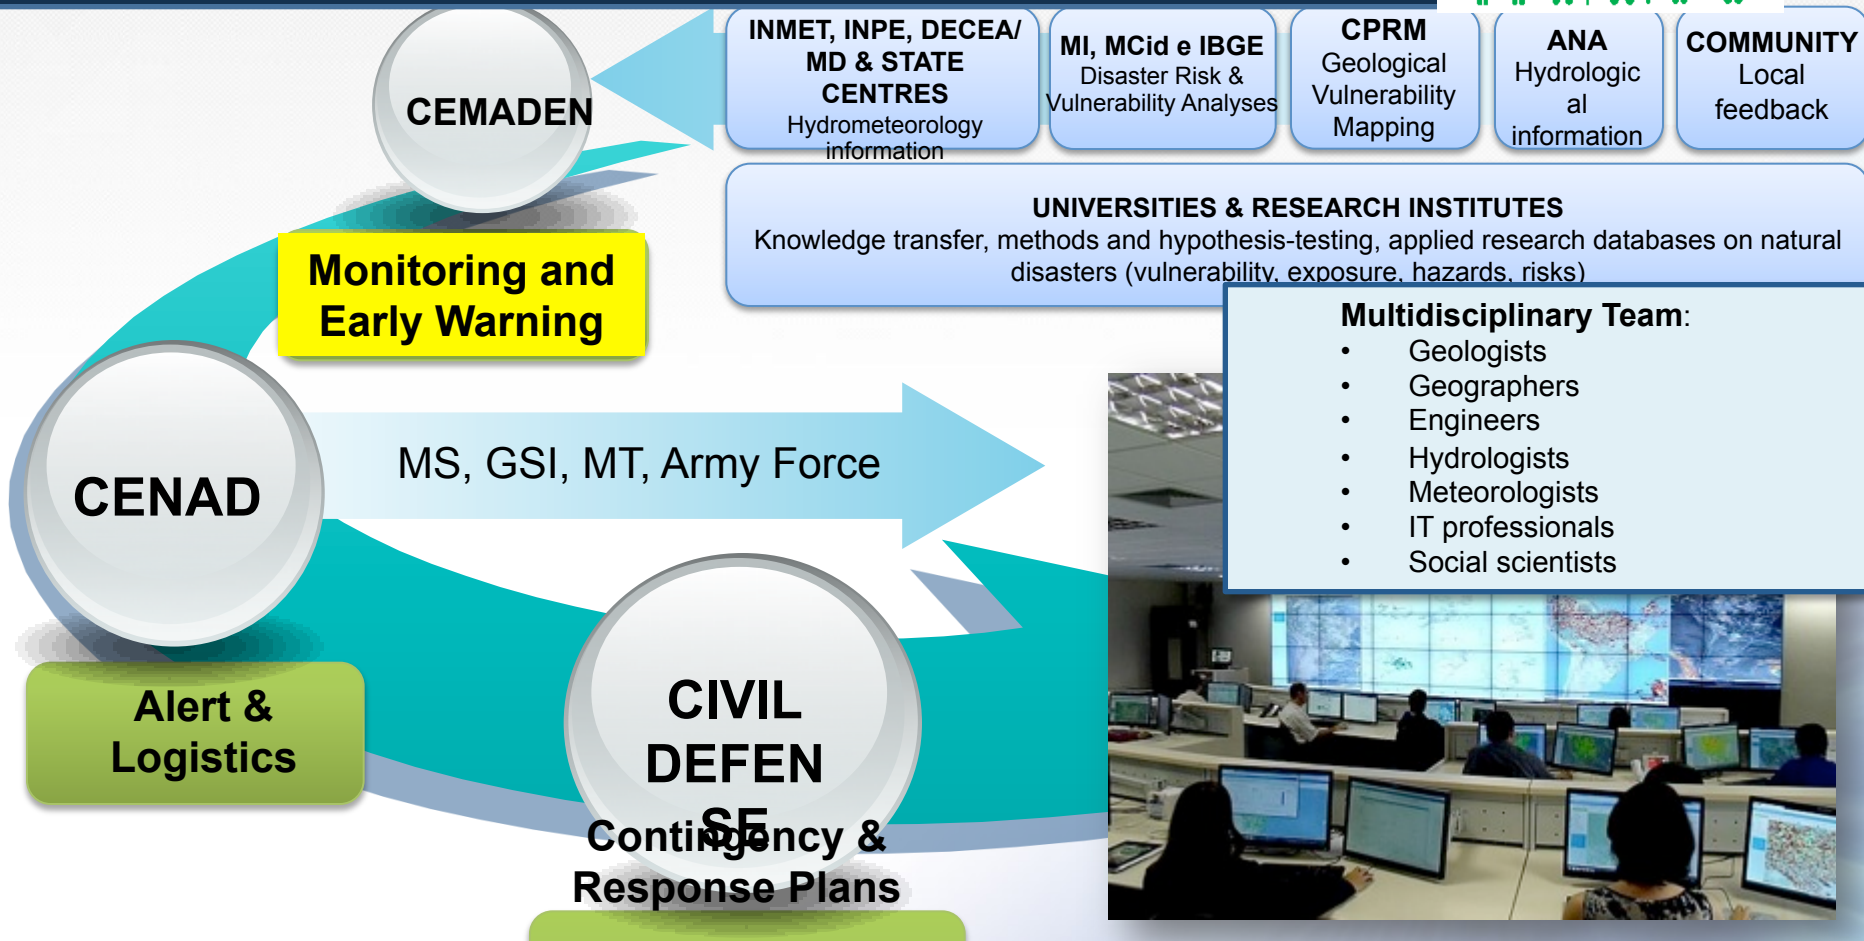 CEMADEN
INMET, INPE, DECEA/
MD & STATE
CENTRES
Hydrometeorology
information
MI, MCid e IBGE
Disaster Risk &
Vulnerability Analyses
CPRM
Geological
Vulnerability
Mapping
ANA
Hydrologic
al
information
COMMUNITY
Local
feedback
UNIVERSITIES & RESEARCH INSTITUTES
Knowledge transfer, methods and hypothesis-testing, applied research databases on natural
disasters (vulnerability, exposure, hazards, risks)
Monitoring and
Early Warning
Multidisciplinary Team:
• Geologists
• Geographers
• Engineers
• Hydrologists
• Meteorologists
• IT professionals
• Social scientists
CENAD
MS, GSI, MT, Army Force
Alert &
Logistics
CIVIL
DEFEN
SE
Contingency &
Response Plans